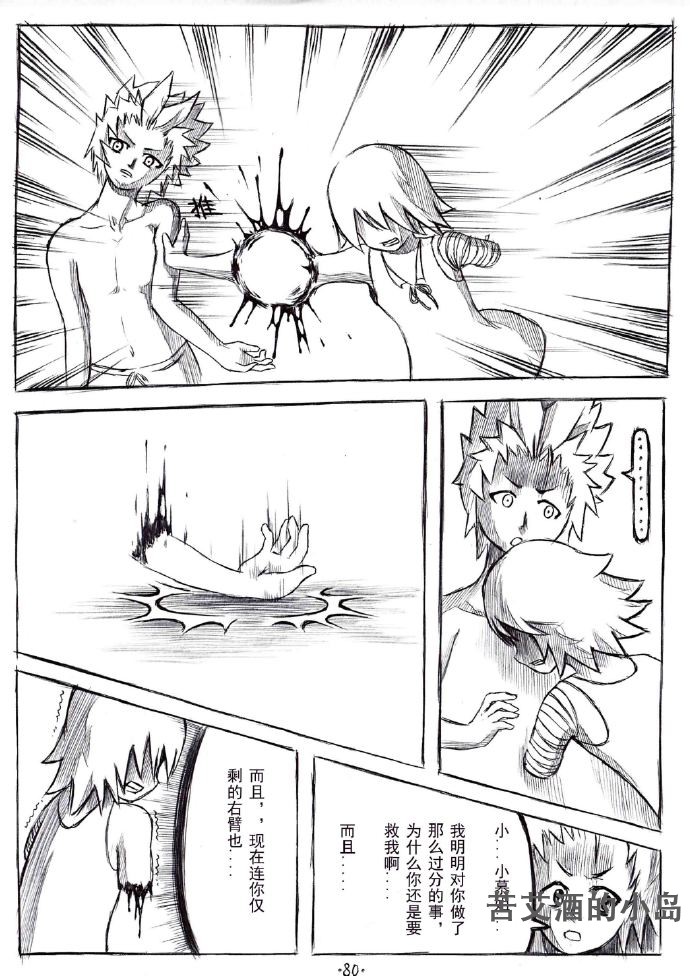 推
………
小．．小慕．．
我明明对你做了
那么过分的事，
为什么你还是要
救我啊．．．．
而且．．．．
而且，，现在连你仅
剩的右臂也．．．．
苦艾酒的小岛
·80·